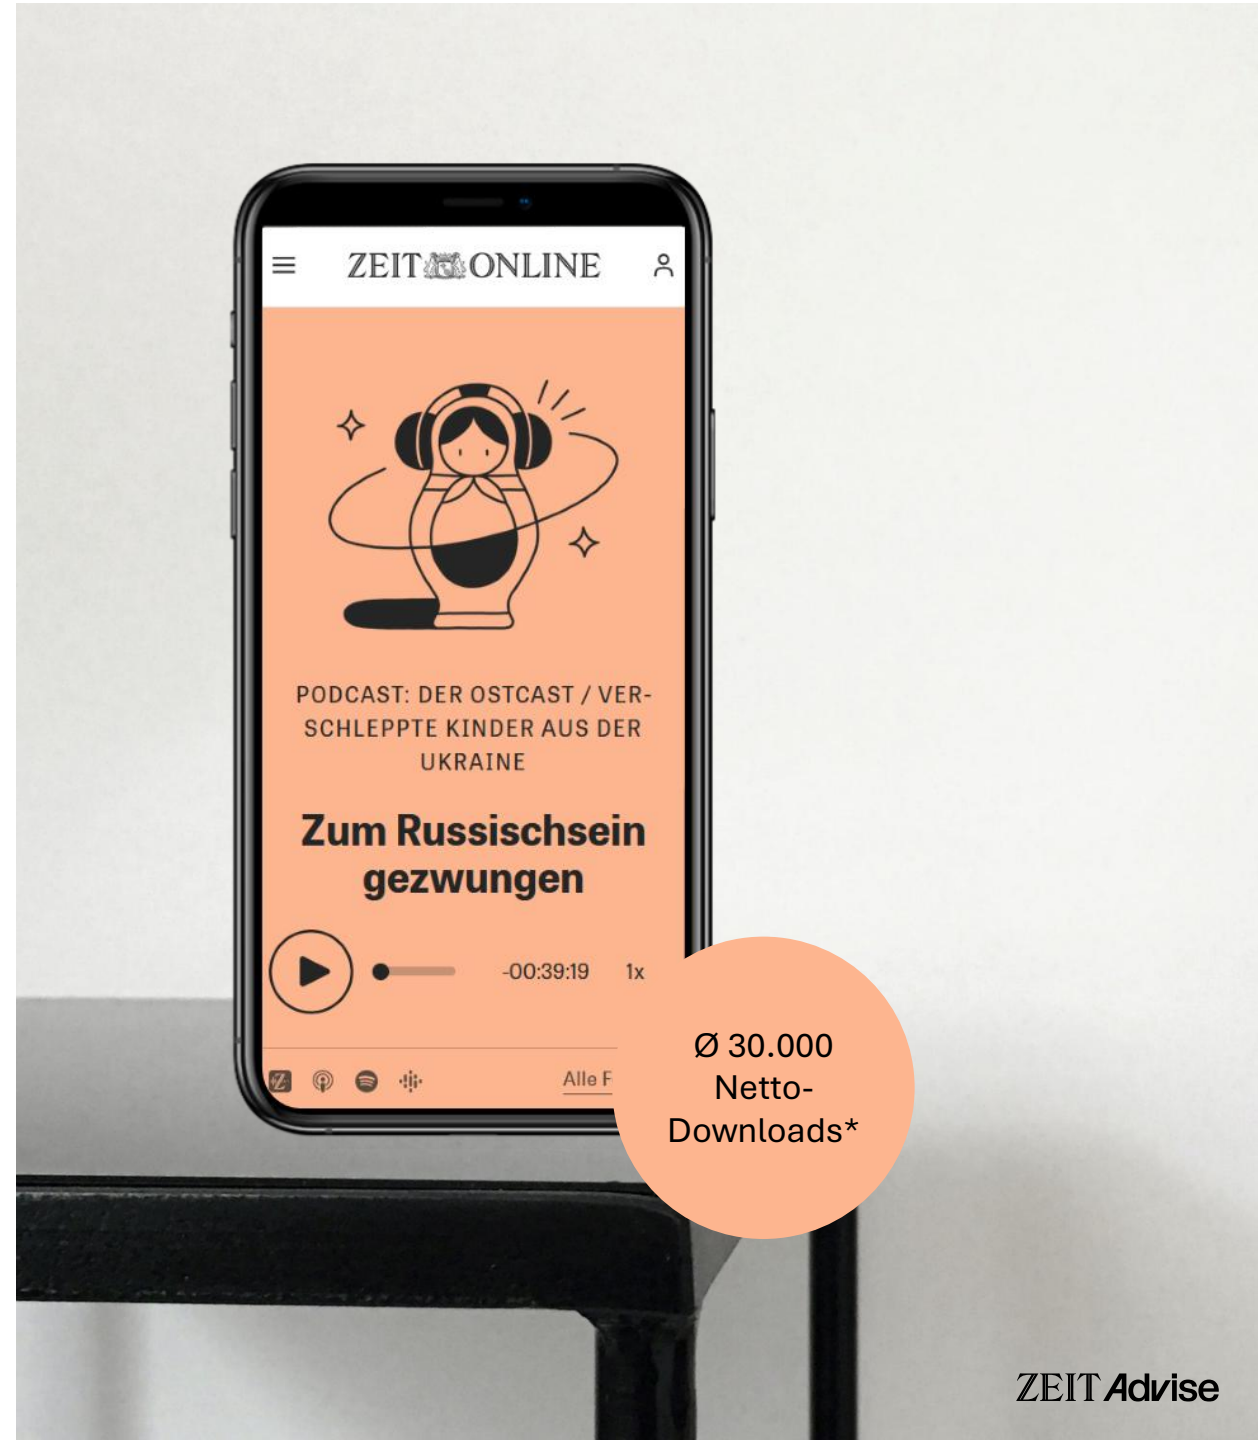 ZEIT ONLINE
PODCAST: DER OSTCAST / VER-
SCHLEPPTE KINDER AUS DER
UKRAINE
Zum Russischsein
gezwungen
-00:39:19 1x
Alle F
Ø 30.000
Netto-
Downloads*
ZEIT Advise